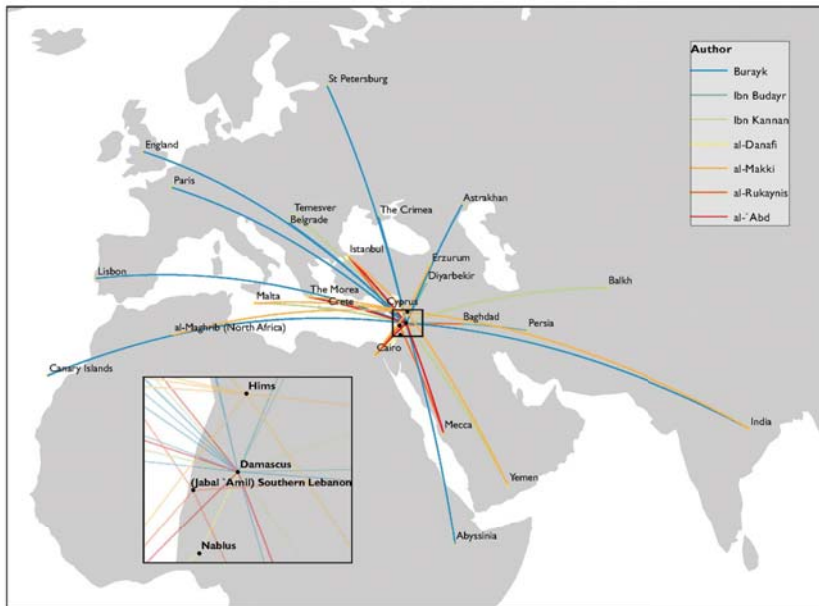 Author
Burayk
Ibn Budayr
Ibn Kannan
al-Danafi
al-Makki
al-Rukaynis
al-`Abd
St Petersburg
England
Paris
Astrakhan
Temesver
The Crimea
Belgrade
Istanbul
Erzurum
Diyarbekir
Lisbon
Balkh
The Morea
Malta
Cyprus
Crete
Baghdad
al-Maghrib (North Africa)
Persia
Cairo
Canary Islands
Mecca
India
Yemen
Abyssinia
Hims
Damascus
(Jabal `Amil) Southern Lebanon
Nablus